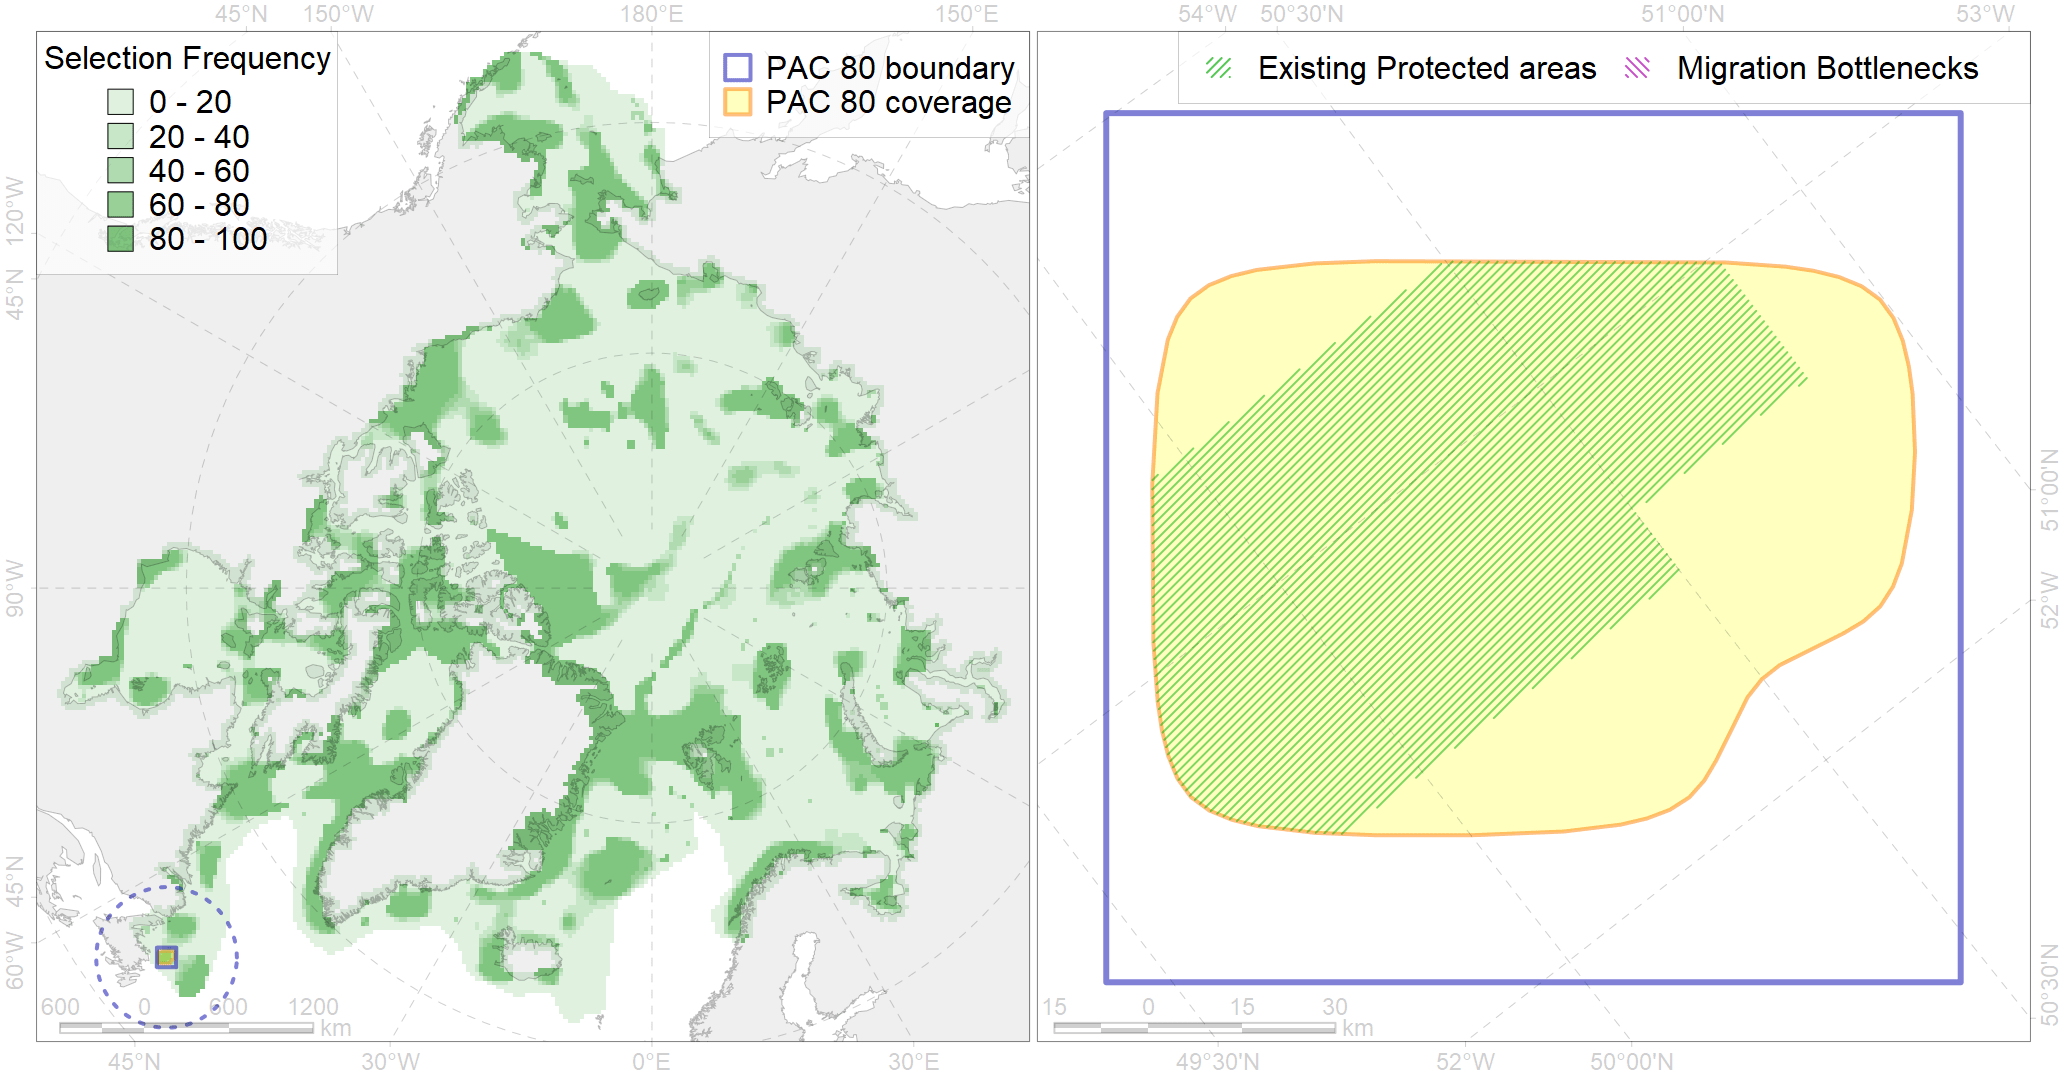 45°N 150°W 180°E 150°E 54°W 50°30'N 51°00'N 53°W
Selection Frequency
0 - 20
20 - 40
40 - 60
60 - 80
80 - 100
PAC 80 boundary
PAC 80 coverage
Existing Protected areas
Migration Bottlenecks
120°W
45°N
90°W
45°N
60°W
51°00'N
52°W
50°30'N
600 0 600 1200
km
15 0 15 30
km
45°N 30°W 0°E 30°E 49°30'N 52°W 50°00'N